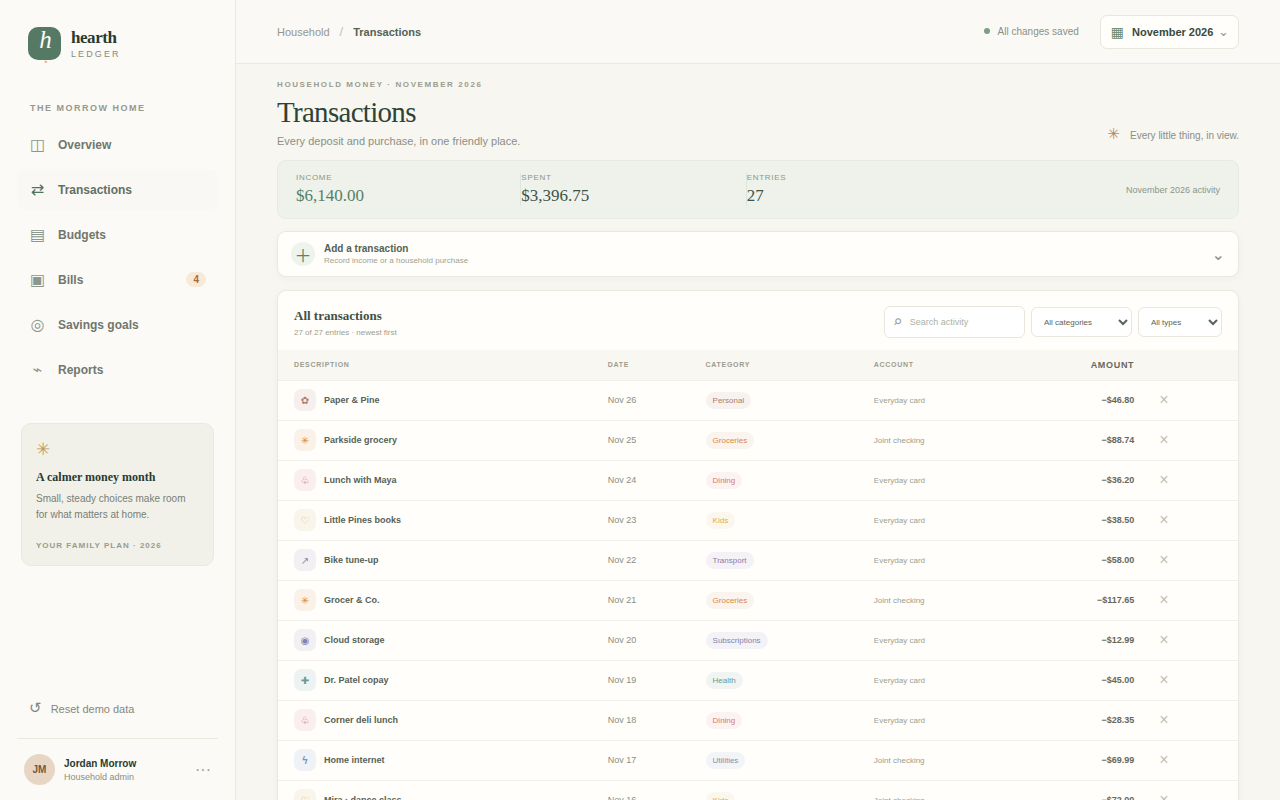 h
hearth
LEDGER
THE MORROW HOME
Overview
Transactions
Budgets
Bills 4
Savings goals
Reports
A calmer money month
Small, steady choices make room
for what matters at home.
YOUR FAMILY PLAN · 2026
Reset demo data
JM
Jordan Morrow
Household admin
Household / Transactions
All changes saved
November 2026
HOUSEHOLD MONEY · NOVEMBER 2026
Transactions
Every deposit and purchase, in one friendly place.
Every little thing, in view.
INCOME
$6,140.00
SPENT
$3,396.75
ENTRIES
27
November 2026 activity
Add a transaction
Record income or a household purchase
All transactions
27 of 27 entries · newest first
Search activity
All categories
All types
DESCRIPTION DATE CATEGORY ACCOUNT AMOUNT
Paper & Pine Nov 26 Personal Everyday card −$46.80 ×
Parkside grocery Nov 25 Groceries Joint checking −$88.74 ×
Lunch with Maya Nov 24 Dining Everyday card −$36.20 ×
Little Pines books Nov 23 Kids Everyday card −$38.50 ×
Bike tune-up Nov 22 Transport Everyday card −$58.00 ×
Grocer & Co. Nov 21 Groceries Joint checking −$117.65 ×
Cloud storage Nov 20 Subscriptions Everyday card −$12.99 ×
Dr. Patel copay Nov 19 Health Everyday card −$45.00 ×
Corner deli lunch Nov 18 Dining Everyday card −$28.35 ×
Home internet Nov 17 Utilities Joint checking −$69.99 ×
Mira · dance class Nov 16 Kids Joint checking −$72.00 ×